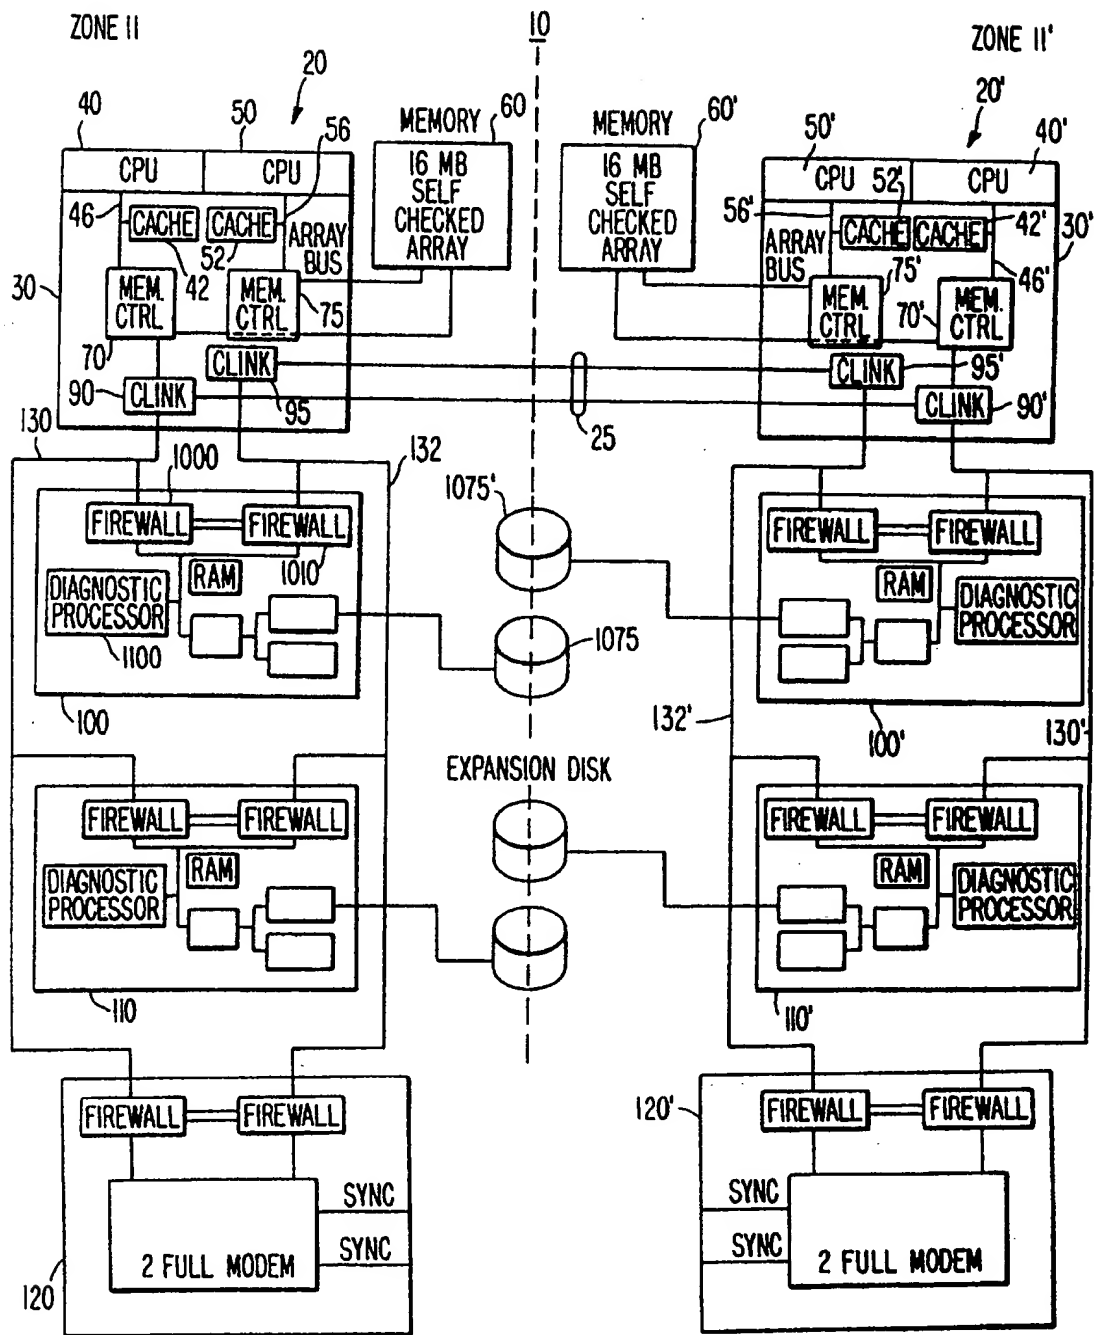 ZONE 11
10
ZONE 11'
20
20'
40
50
56
MEMORY
60
MEMORY
60'
50'
40'
CPU
CPU
16 MB
SELF
CHECKED
ARRAY
16 MB
SELF
CHECKED
ARRAY
CPU
52'
CPU
46
CACHE
CACHE
52
42
ARRAY
BUS
56'
ARRAY
BUS
CACHE
CACHE
42'
30'
30
MEM.
CTRL
MEM.
CTRL
75
75'
46'
MEM.
CTRL
70'
MEM.
CTRL
70
CLINK
95
CLINK
95'
90
CLINK
25
CLINK
90'
130
1000
132
1075'
FIREWALL
FIREWALL
1010
FIREWALL
FIREWALL
RAM
DIAGNOSTIC
PROCESSOR
1100
RAM
DIAGNOSTIC
PROCESSOR
1075
100
132'
100'
130'
EXPANSION DISK
FIREWALL
FIREWALL
FIREWALL
FIREWALL
RAM
DIAGNOSTIC
PROCESSOR
RAM
DIAGNOSTIC
PROCESSOR
110
110'
FIREWALL
FIREWALL
120'
FIREWALL
FIREWALL
SYNC
SYNC
2 FULL MODEM
120
SYNC
SYNC
2 FULL MODEM